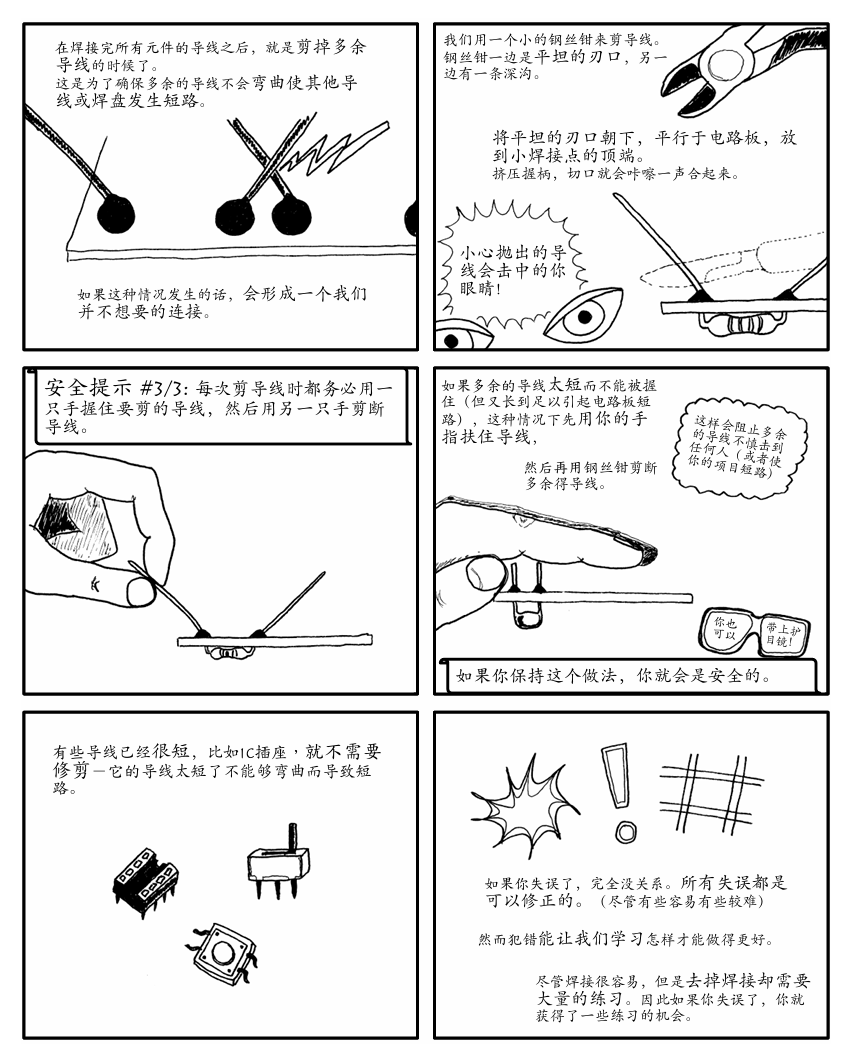 在焊接完所有元件的导线之后，就是剪掉多余
导线的时候了。
这是为了确保多余的导线不会弯曲使其他导
线或焊盘发生短路。
如果这种情况发生的话，会形成一个我们
并不想要的连接。
我们用一个小的钢丝钳来剪导线。
钢丝钳一边是平坦的刃口，另一
边有一条深沟。
将平坦的刃口朝下，平行于电路板，放
到小焊接点的顶端。
挤压握柄，切口就会咔嚓一声合起来。
小心抛出的导
线会击中的你
眼睛！
安全提示 #3/3: 每次剪导线时都务必用一
只手握住要剪的导线，然后用另一只手剪断
导线。
如果多余的导线太短而不能被握
住（但又长到足以引起电路板短
路），这种情况下先用你的手
指扶住导线，
然后再用钢丝钳剪断
多余得导线。
这样会阻止多余
的导线不慎击到
任何人（或者使
你的项目短路）
你也
可以
带上护
目镜！
如果你保持这个做法，你就会是安全的。
有些导线已经很短，比如IC插座，就不需要
修剪－它的导线太短了不能够弯曲而导致短
路。
如果你失误了，完全没关系。所有失误都是
可以修正的。（尽管有些容易有些较难）
然而犯错能让我们学习怎样才能做得更好。
尽管焊接很容易，但是去掉焊接却需要
大量的练习。因此如果你失误了，你就
获得了一些练习的机会。